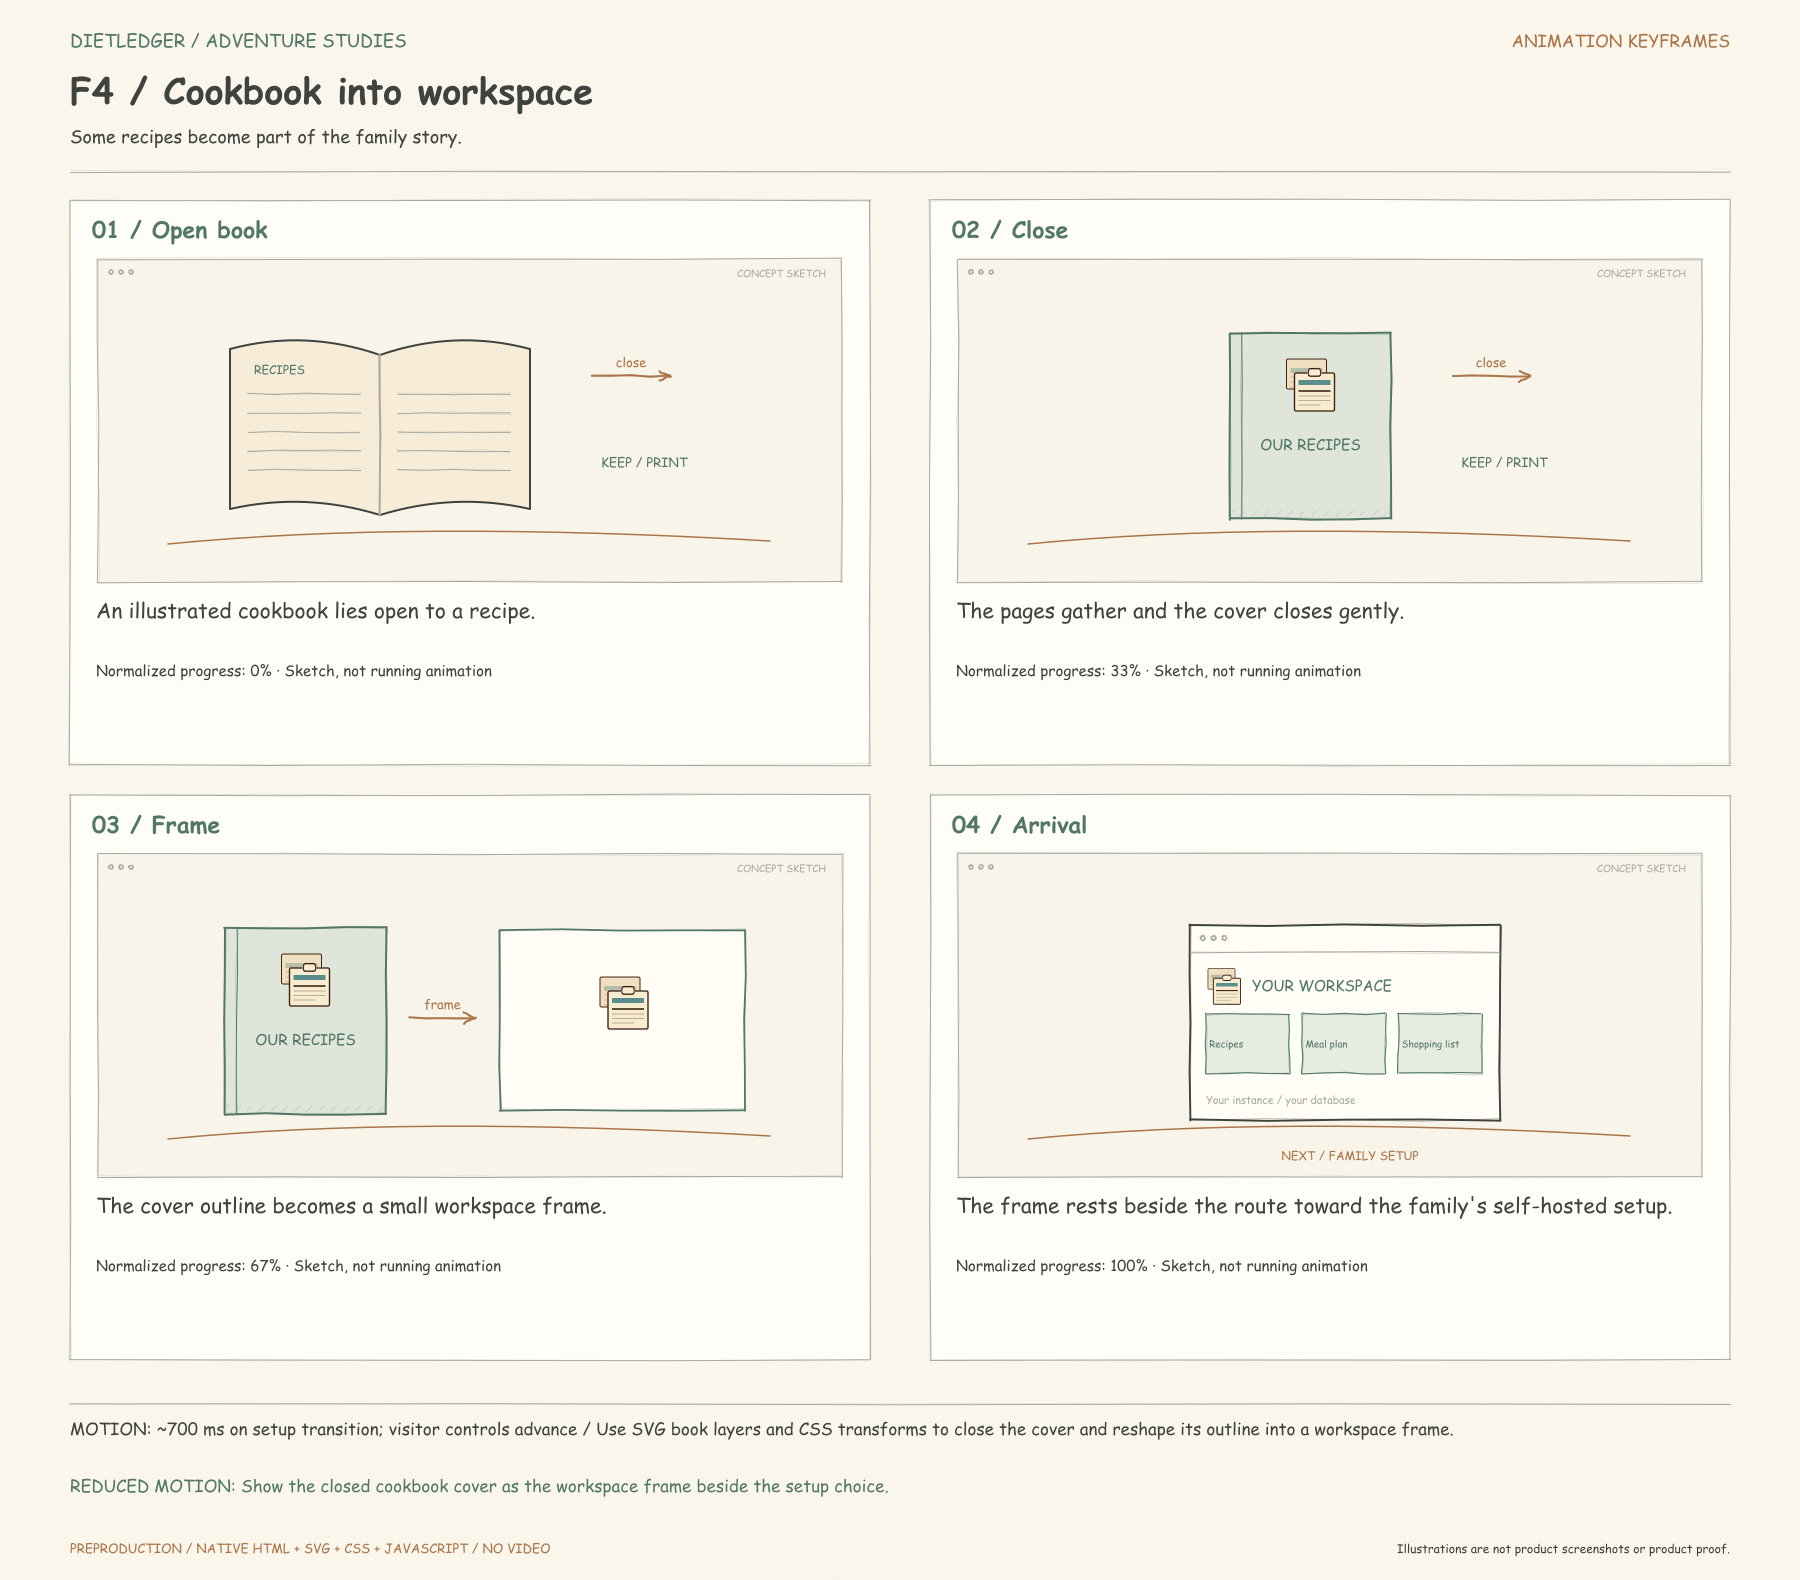 DIETLEDGER / ADVENTURE STUDIES
ANIMATION KEYFRAMES
F4 / Cookbook into workspace
Some recipes become part of the family story.
01 / Open book
CONCEPT SKETCH
RECIPES
close
KEEP / PRINT
An illustrated cookbook lies open to a recipe.
Normalized progress: 0% · Sketch, not running animation
02 / Close
CONCEPT SKETCH
OUR RECIPES
close
KEEP / PRINT
The pages gather and the cover closes gently.
Normalized progress: 33% · Sketch, not running animation
03 / Frame
CONCEPT SKETCH
OUR RECIPES
frame
The cover outline becomes a small workspace frame.
Normalized progress: 67% · Sketch, not running animation
04 / Arrival
CONCEPT SKETCH
YOUR WORKSPACE
Recipes
Meal plan
Shopping list
Your instance / your database
NEXT / FAMILY SETUP
The frame rests beside the route toward the family's self-hosted setup.
Normalized progress: 100% · Sketch, not running animation
MOTION: ~700 ms on setup transition; visitor controls advance / Use SVG book layers and CSS transforms to close the cover and reshape its outline into a workspace frame.
REDUCED MOTION: Show the closed cookbook cover as the workspace frame beside the setup choice.
PREPRODUCTION / NATIVE HTML + SVG + CSS + JAVASCRIPT / NO VIDEO
Illustrations are not product screenshots or product proof.